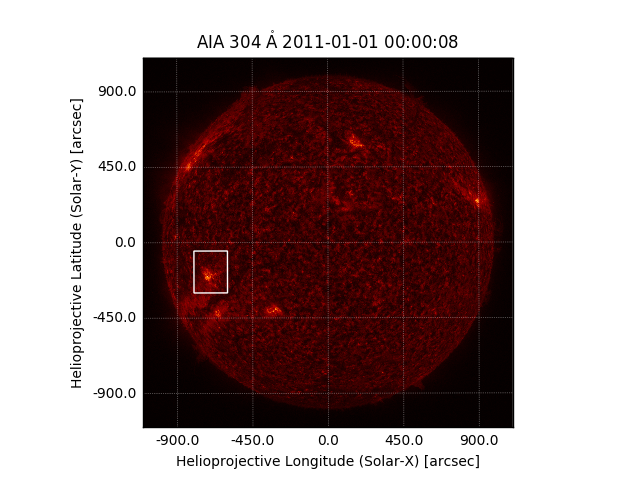 AIA 304 Å 2011-01-01 00:00:08
Helioprojective Latitude (Solar-Y) [arcsec]
900.0
450.0
0.0
-450.0
-900.0
-900.0 -450.0 0.0 450.0 900.0
Helioprojective Longitude (Solar-X) [arcsec]